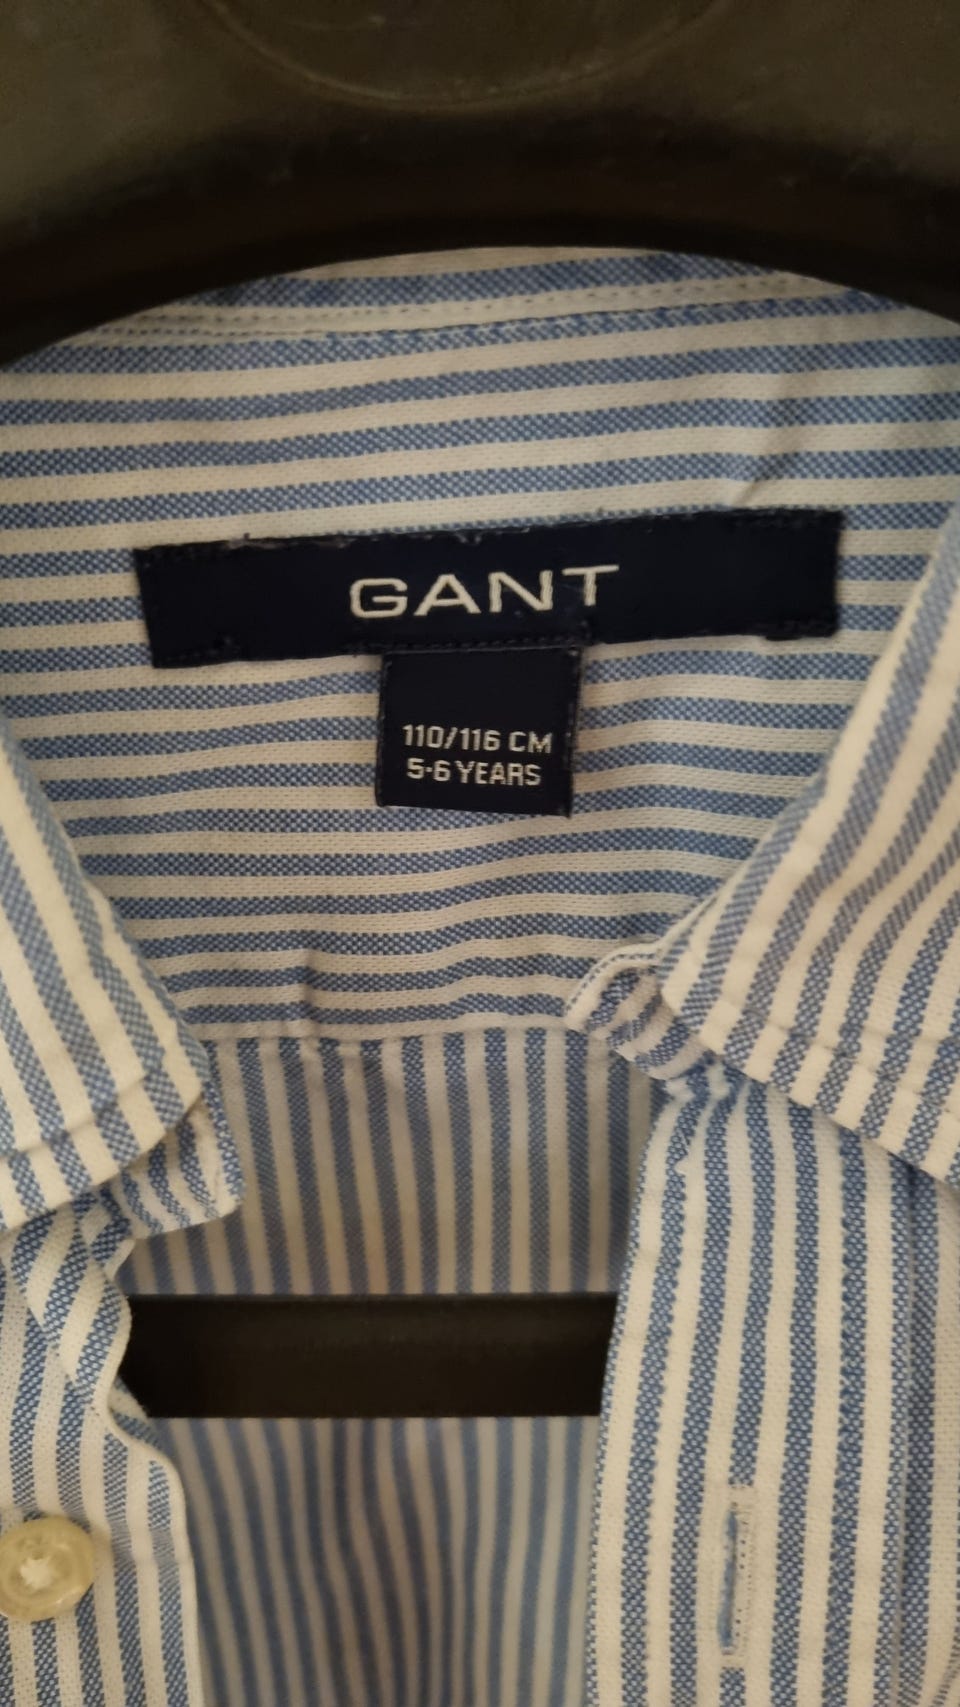 GANT
110/116 CM
5-6 YEARS